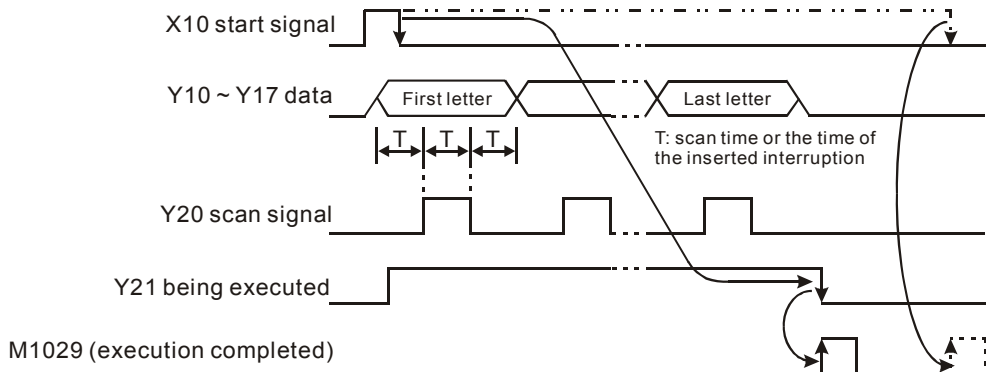 X10 start signal
Y10 ~ Y17 data
First letter
Last letter
T
T
T
T: scan time or the time of
the inserted interruption
Y20 scan signal
Y21 being executed
M1029 (execution completed)